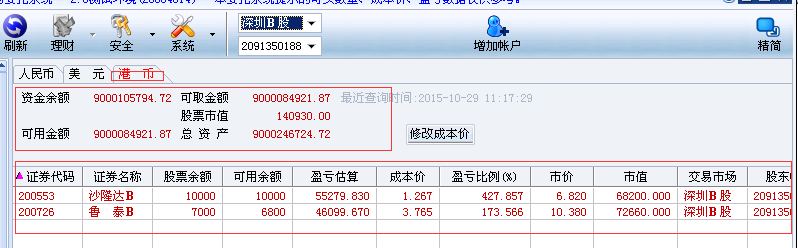 刷新 理财 安全 系统 深圳B股 2091350188 增加帐户 精简
人民币 美 元 港 币
资金余额 9000105794.72 可取金额 9000084921.87 最近查询时间:2015-10-29 11:17:29
股票市值 140930.00
可用金额 9000084921.87 总 资 产 9000246724.72 修改成本价
证券代码 证券名称 股票余额 可用余额 盈亏估算 成本价 盈亏比例(%) 市价 市值 交易市场
200553 沙隆达B 10000 10000 55279.830 1.267 427.857 6.820 68200.000 深圳B股
200726 鲁 泰B 7000 6800 46099.670 3.765 173.566 10.380 72660.000 深圳B股